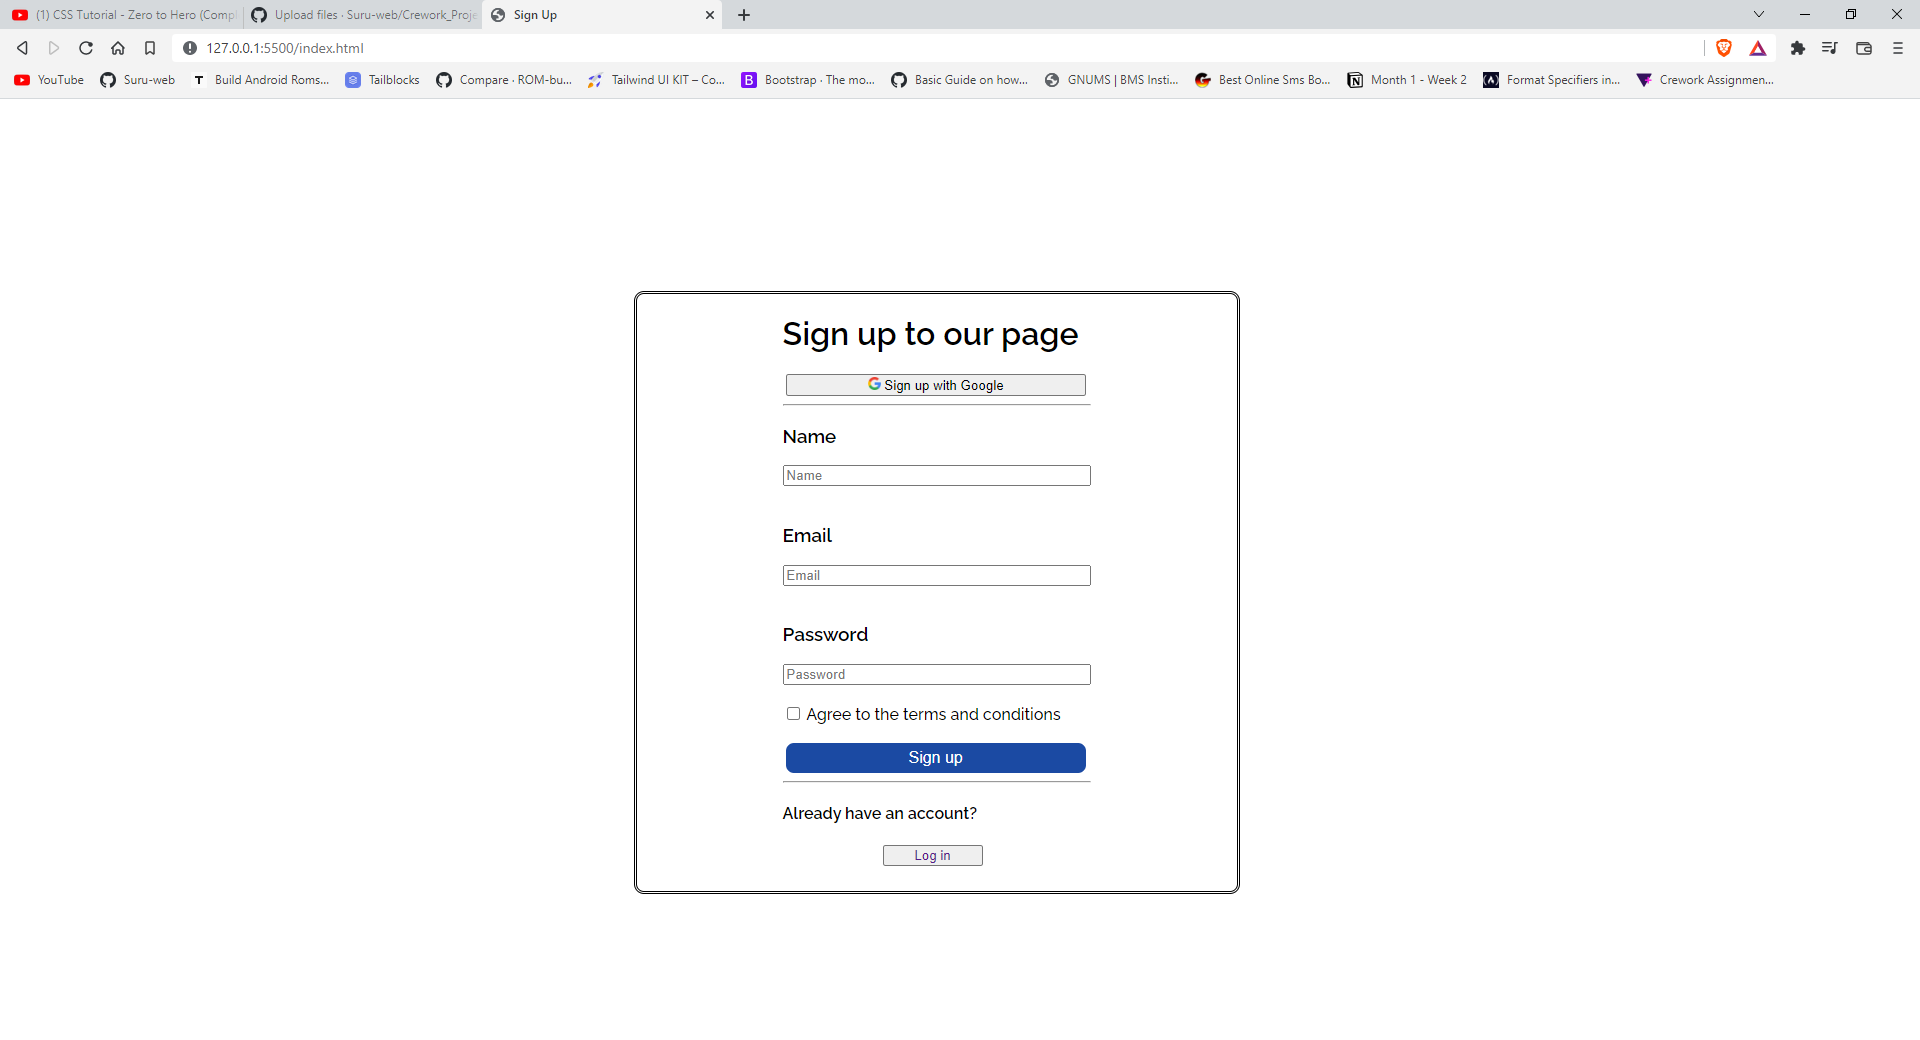 (1) CSS Tutorial - Zero to Hero (Comp
Upload files · Suru-web/Crework_Proje
Sign Up
127.0.0.1:5500/index.html
YouTube
Suru-web
Build Android Roms...
Tailblocks
Compare · ROM-bu...
Tailwind UI KIT – Co...
Bootstrap · The mo...
Basic Guide on how...
GNUMS | BMS Insti...
Best Online Sms Bo...
Month 1 - Week 2
Format Specifiers in...
Crework Assignmen...
Sign up to our page
Sign up with Google
Name
Name
Email
Email
Password
Password
Agree to the terms and conditions
Sign up
Already have an account?
Log in